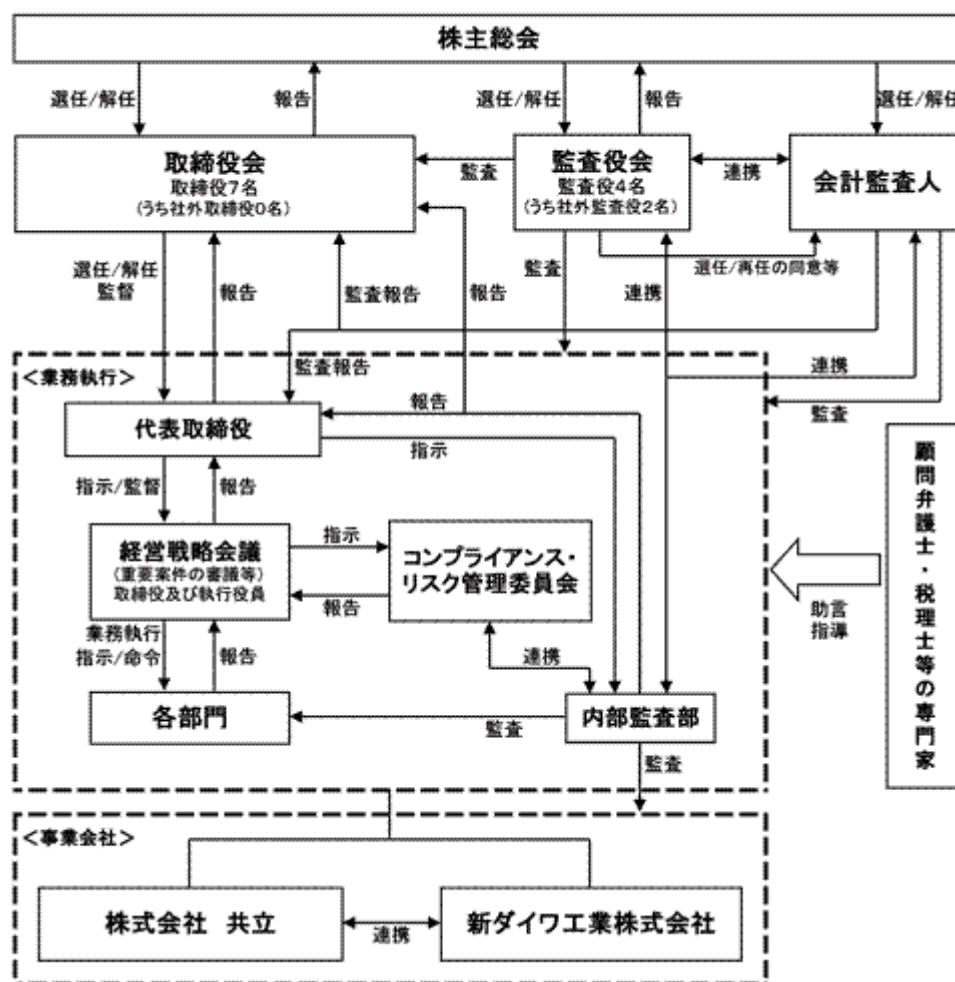 株主総会
選任/解任
報告
選任/解任
報告
選任/解任
取締役会
取締役7名
(うち社外取締役0名)
監査
監査役会
監査役4名
(うち社外監査役2名)
連携
会計監査人
選任/解任
監督
報告
監査報告
報告
監査
連携
選任/再任の同意等
<業務執行>
監査報告
連携
報告
監査
代表取締役
指示
指示/監督
報告
経営戦略会議
(重要案件の審議等)
取締役及び執行役員
指示
報告
コンプライアンス・
リスク管理委員会
助言
指導
顧問弁護士・税理士等の専門家
業務執行
指示/命令
報告
連携
各部門
監査
内部監査部
監査
<事業会社>
株式会社 共立
連携
新ダイワ工業株式会社